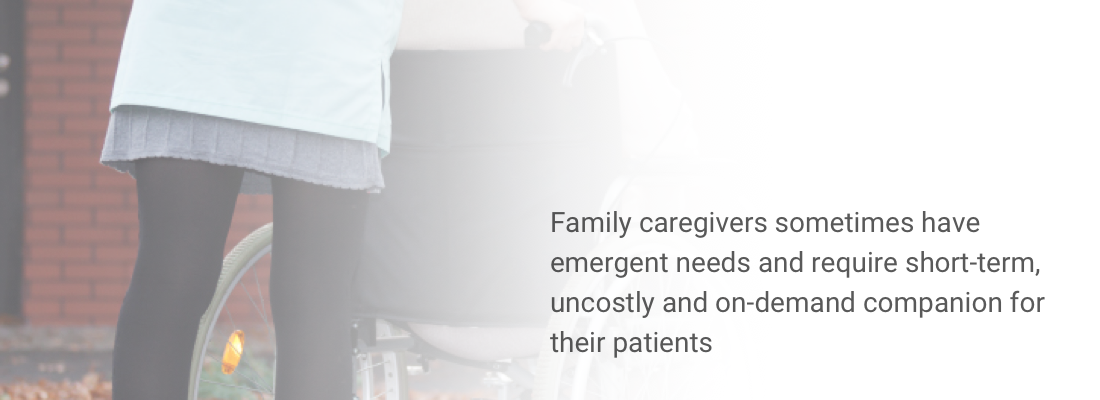 Family caregivers sometimes have
emergent needs and require short-term,
uncostly and on-demand companion for
their patients